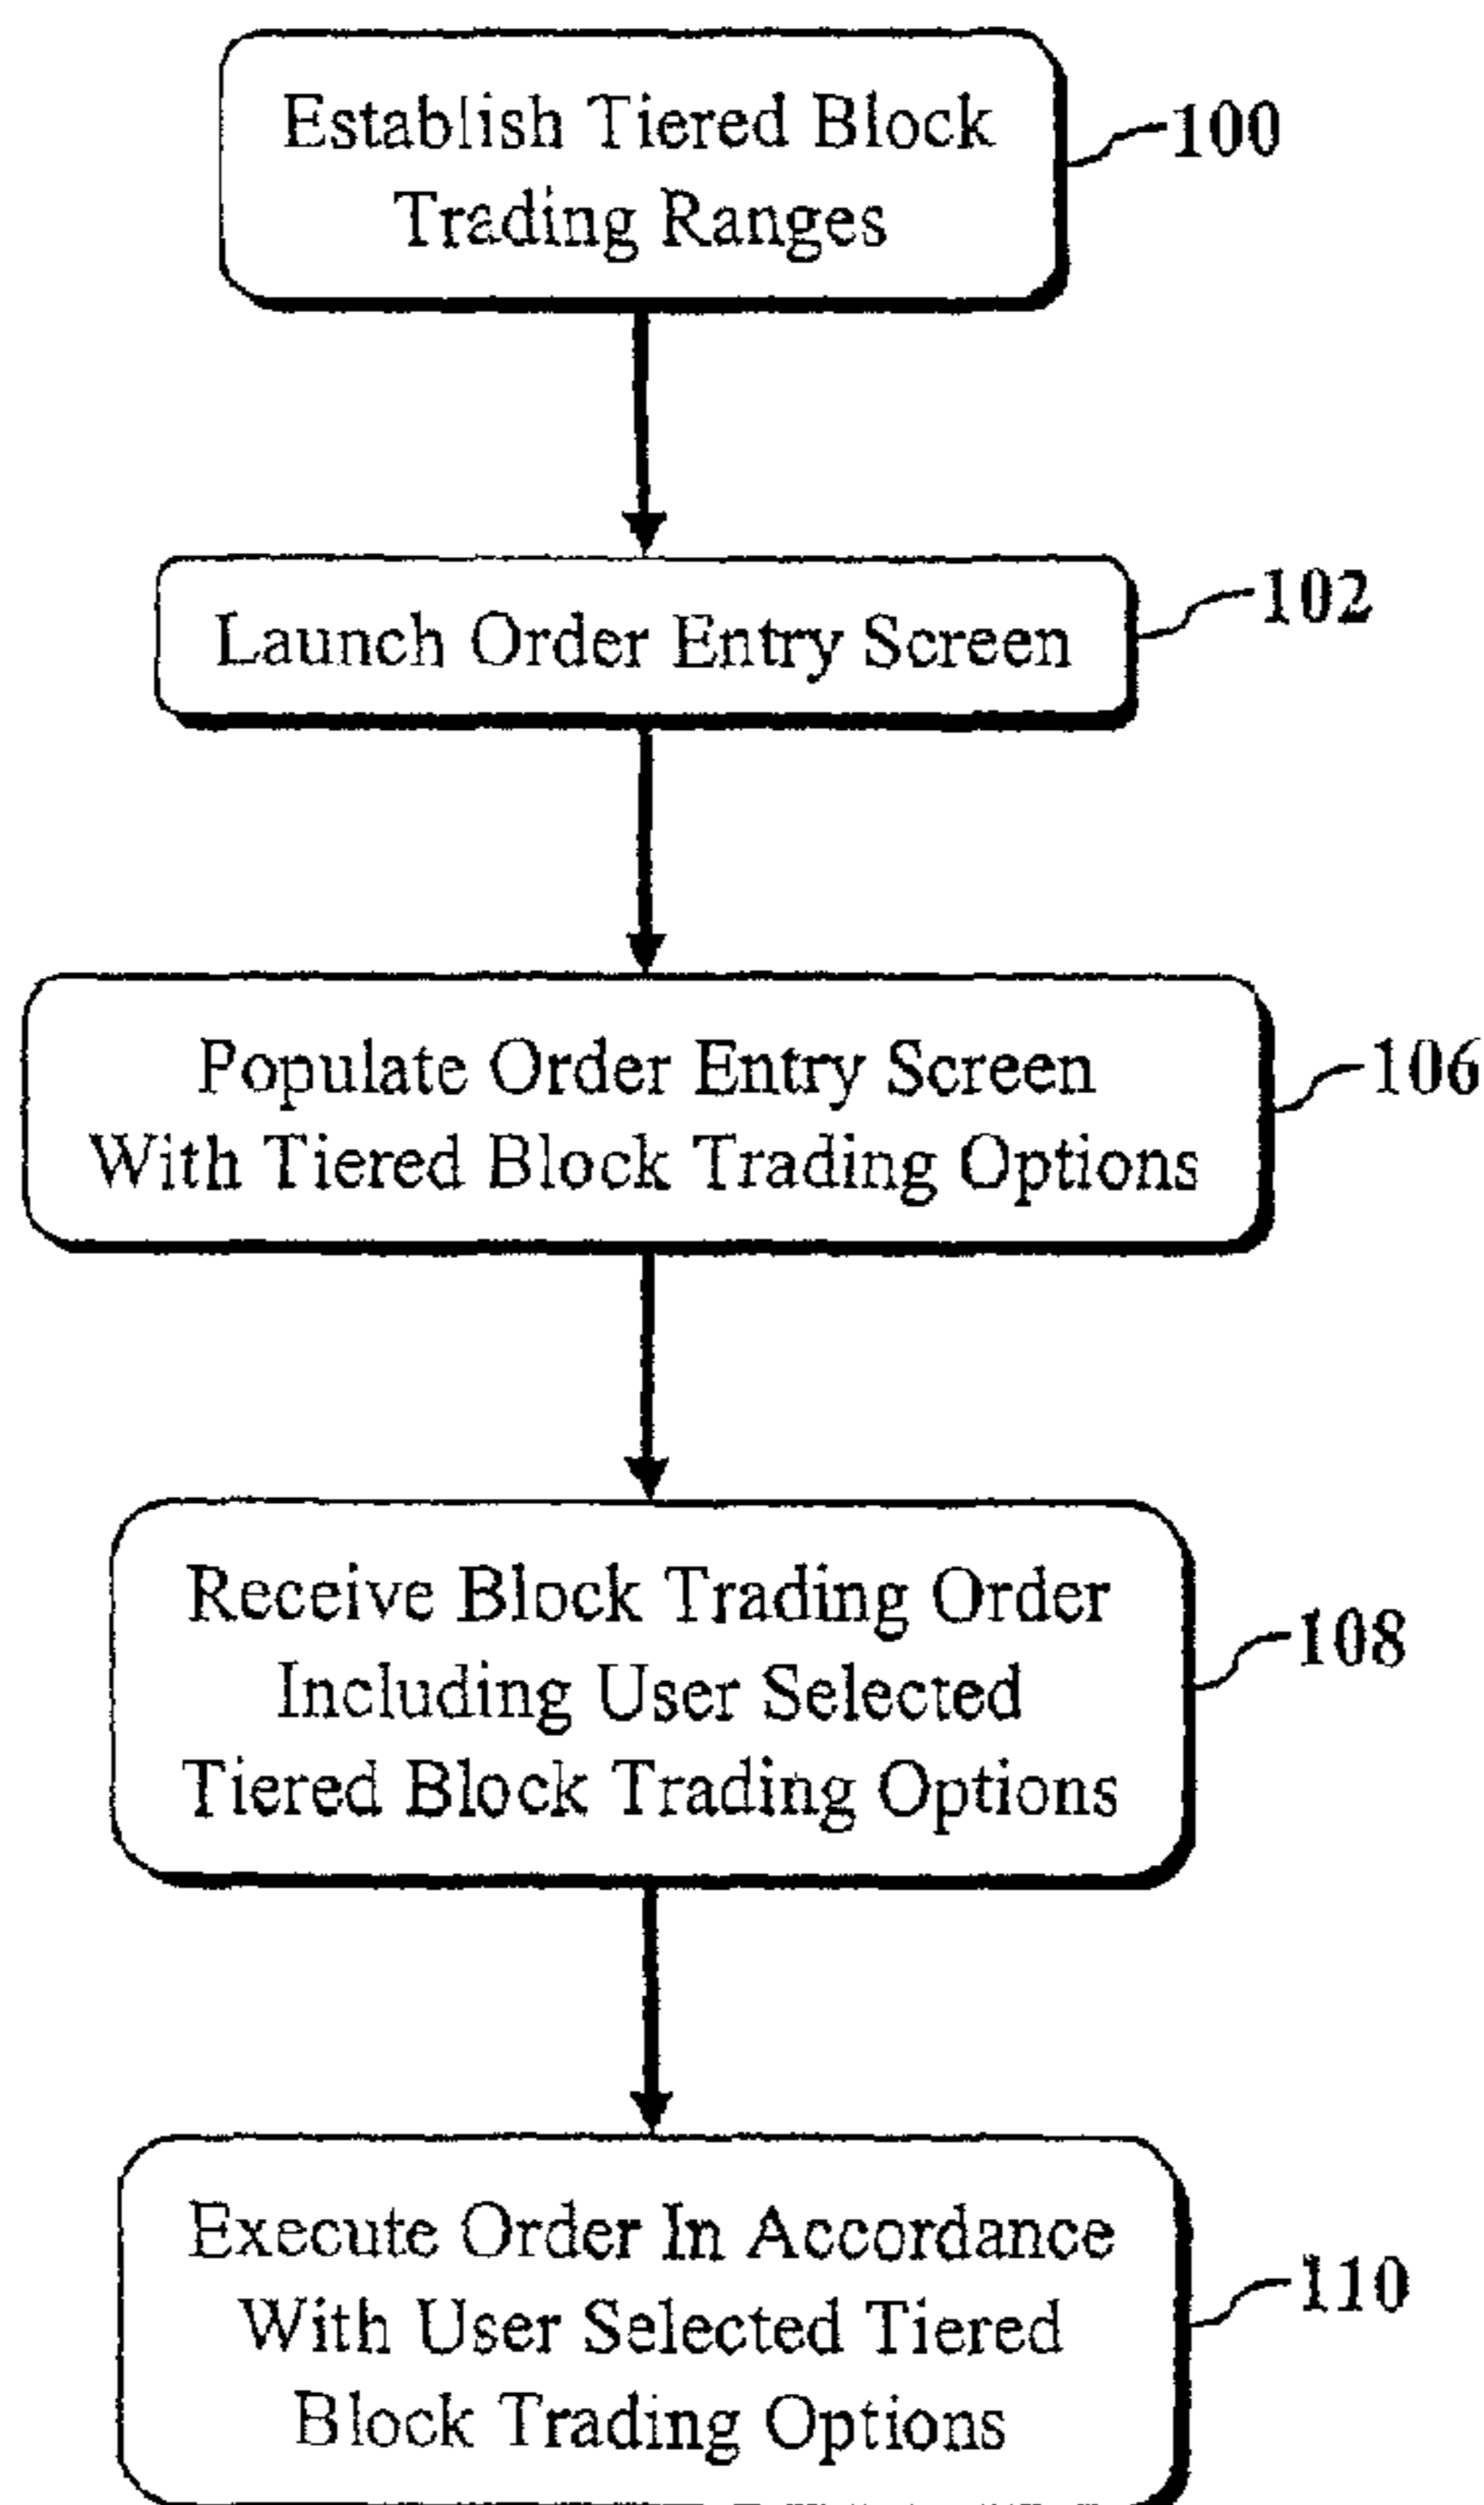 Establish Tiered Block
Trading Ranges
100
Launch Order Entry Screen
102
Populate Order Entry Screen
With Tiered Block Trading Options
106
Receive Block Trading Order
Including User Selected
Tiered Block Trading Options
108
Execute Order In Accordance
With User Selected Tiered
Block Trading Options
110